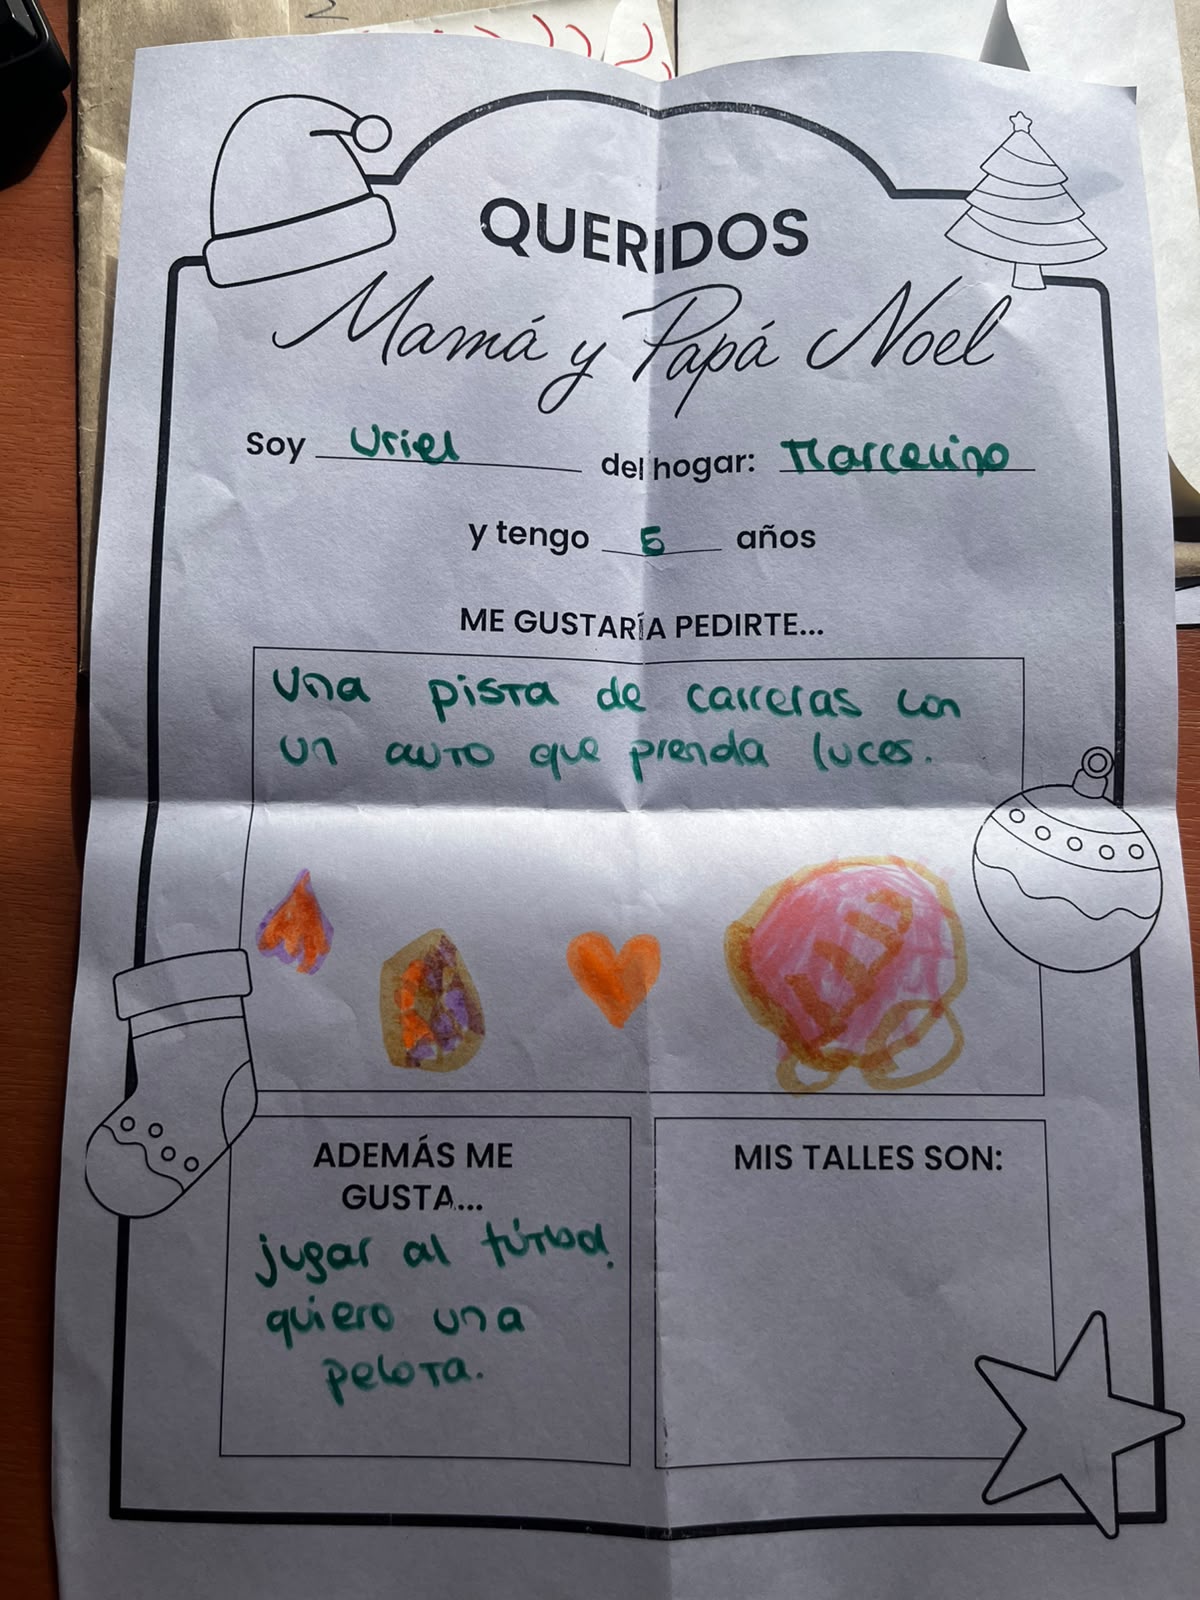 QUERIDOS
Mamá y Papá Noel
Soy Uriel del hogar: Marcelino
y tengo 5 años
ME GUSTARÍA PEDIRTE...
Una pista de carreras con
un auto que prenda luces.
ADEMÁS ME
GUSTA...
jugar al fútbol.
quiero una
pelota.
MIS TALLES SON: